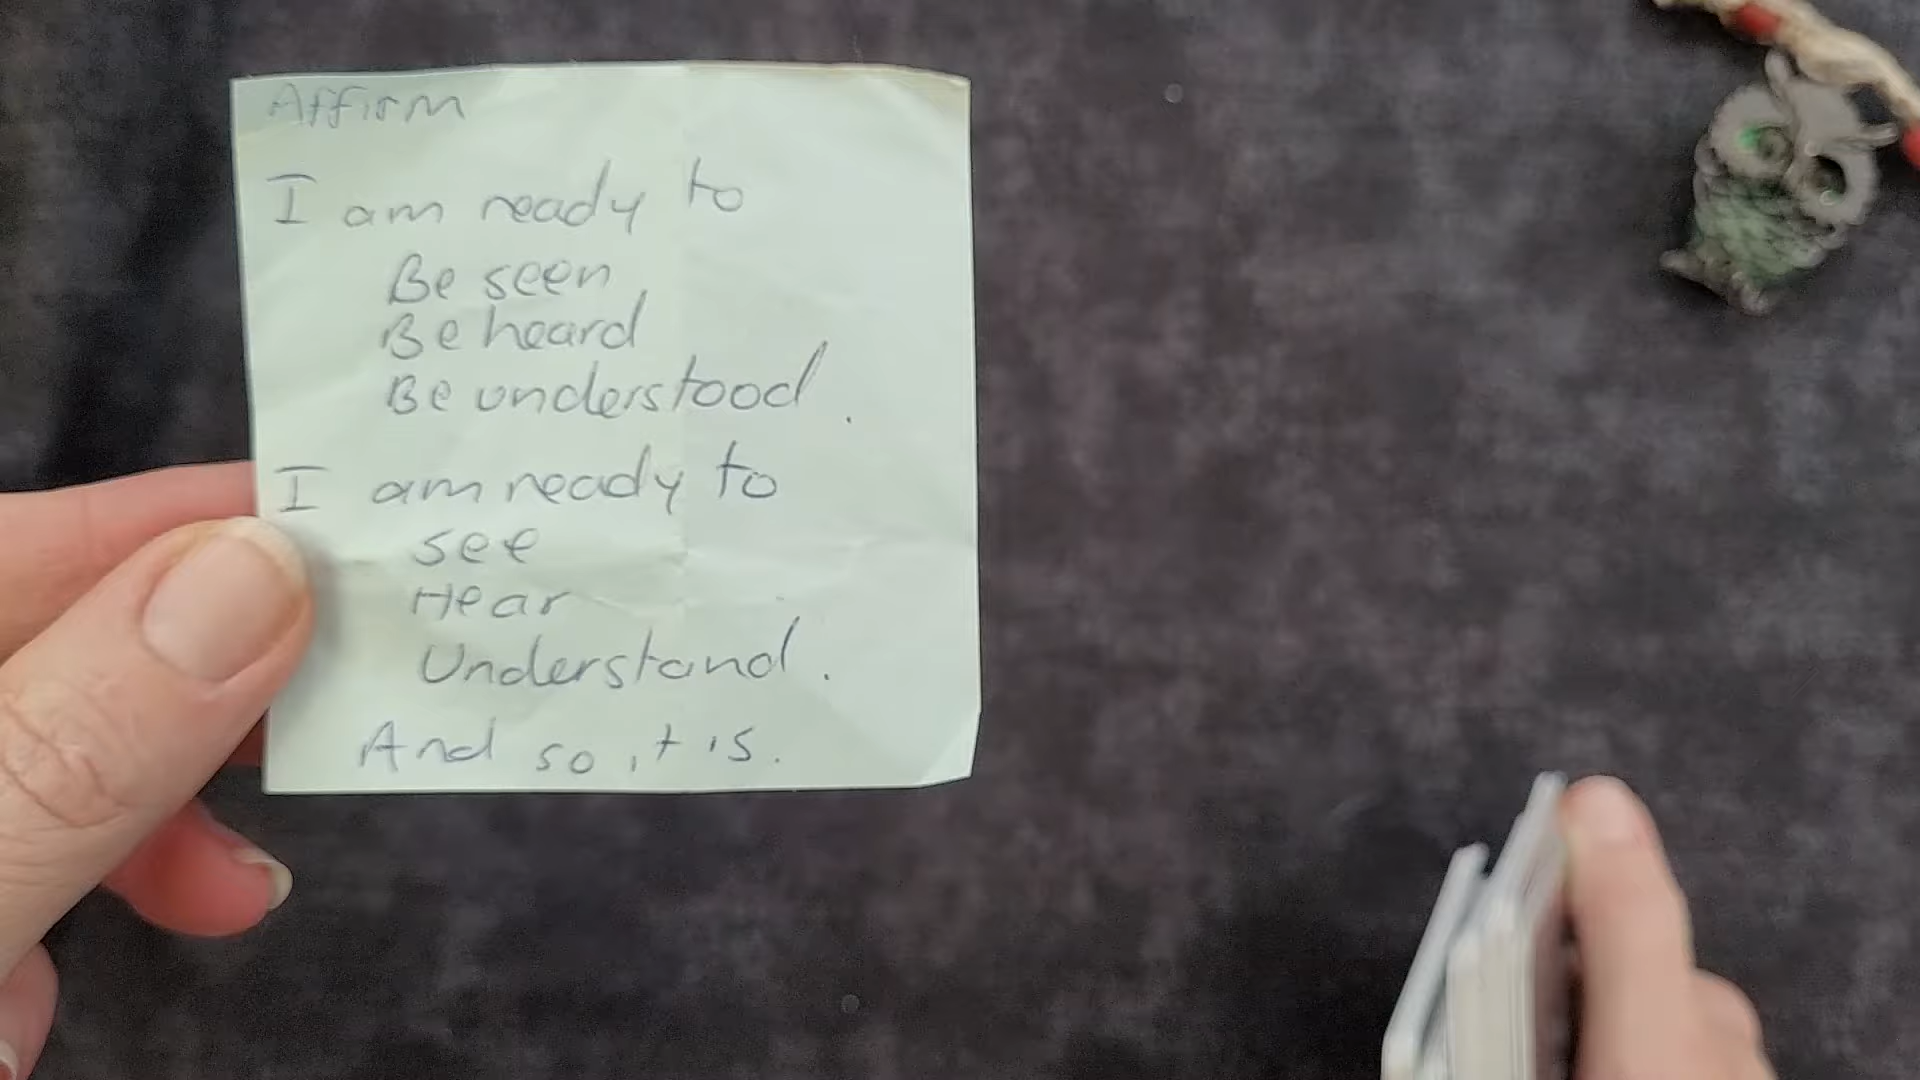 Affirm
I am ready to
Be seen
Be heard
Be understood.
I am ready to
see
Hear
Understand.
And so it is.